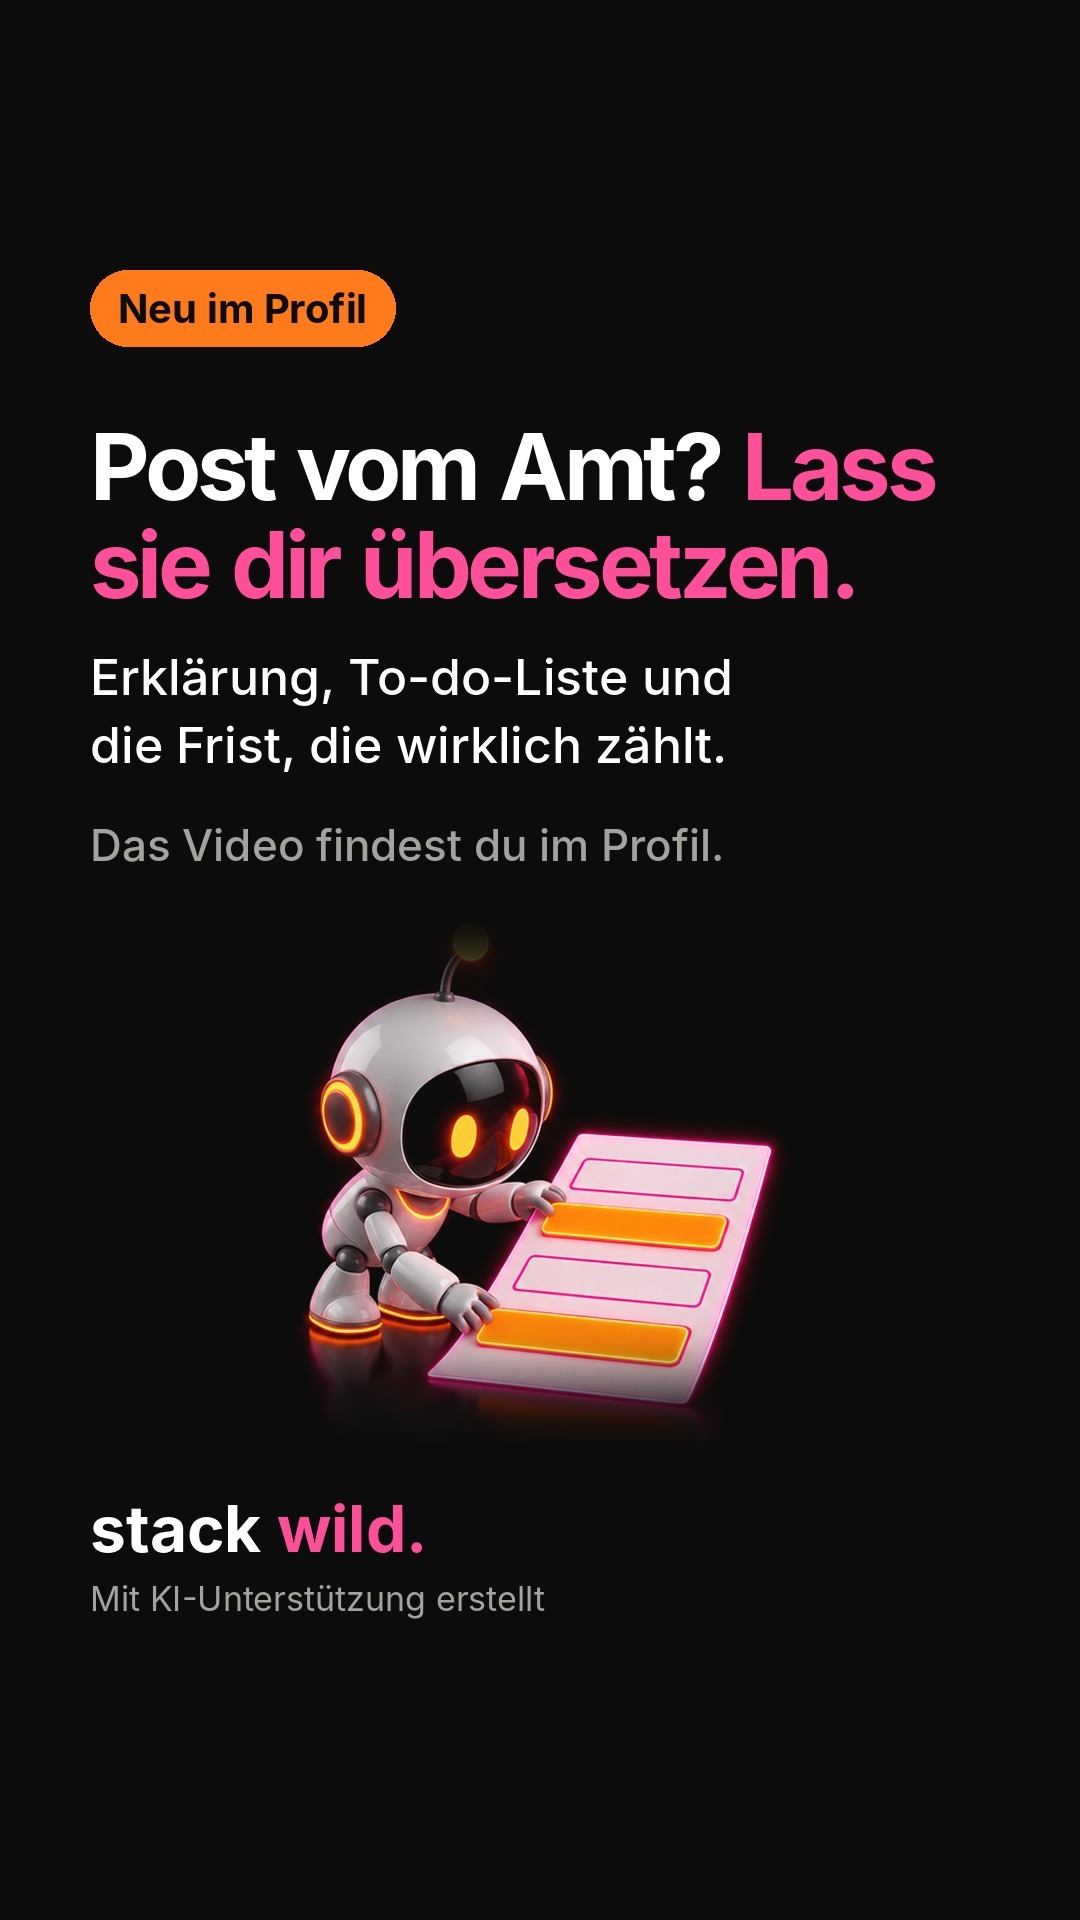 Neu im Profil
Post vom Amt? Lass
sie dir übersetzen.
Erklärung, To-do-Liste und
die Frist, die wirklich zählt.
Das Video findest du im Profil.
stack wild.
Mit KI-Unterstützung erstellt